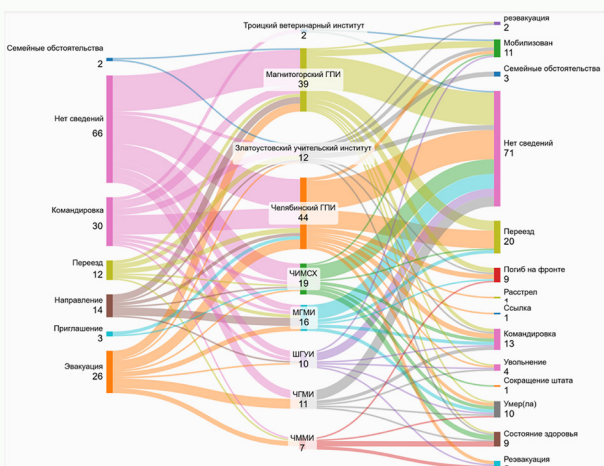 Семейные обстоятельства
2
Нет сведений
66
Командировка
30
Переезд
12
Направление
14
Приглашение
3
Эвакуация
26
Троицкий ветеринарный институт
2
Магнитогорский ГПИ
39
Златоустовский учительский институт
12
Челябинский ГПИ
44
ЧИМСХ
19
МГМИ
16
ШГУИ
10
ЧГМИ
11
ЧММИ
7
реэвакуация
2
Мобилизован
11
Семейные обстоятельства
3
Нет сведений
71
Переезд
20
Погиб на фронте
9
Расстрел
1
Ссылка
1
Командировка
13
Увольнение
4
Сокращение штата
1
Умер(ла)
10
Состояние здоровья
9
Реэвакуация